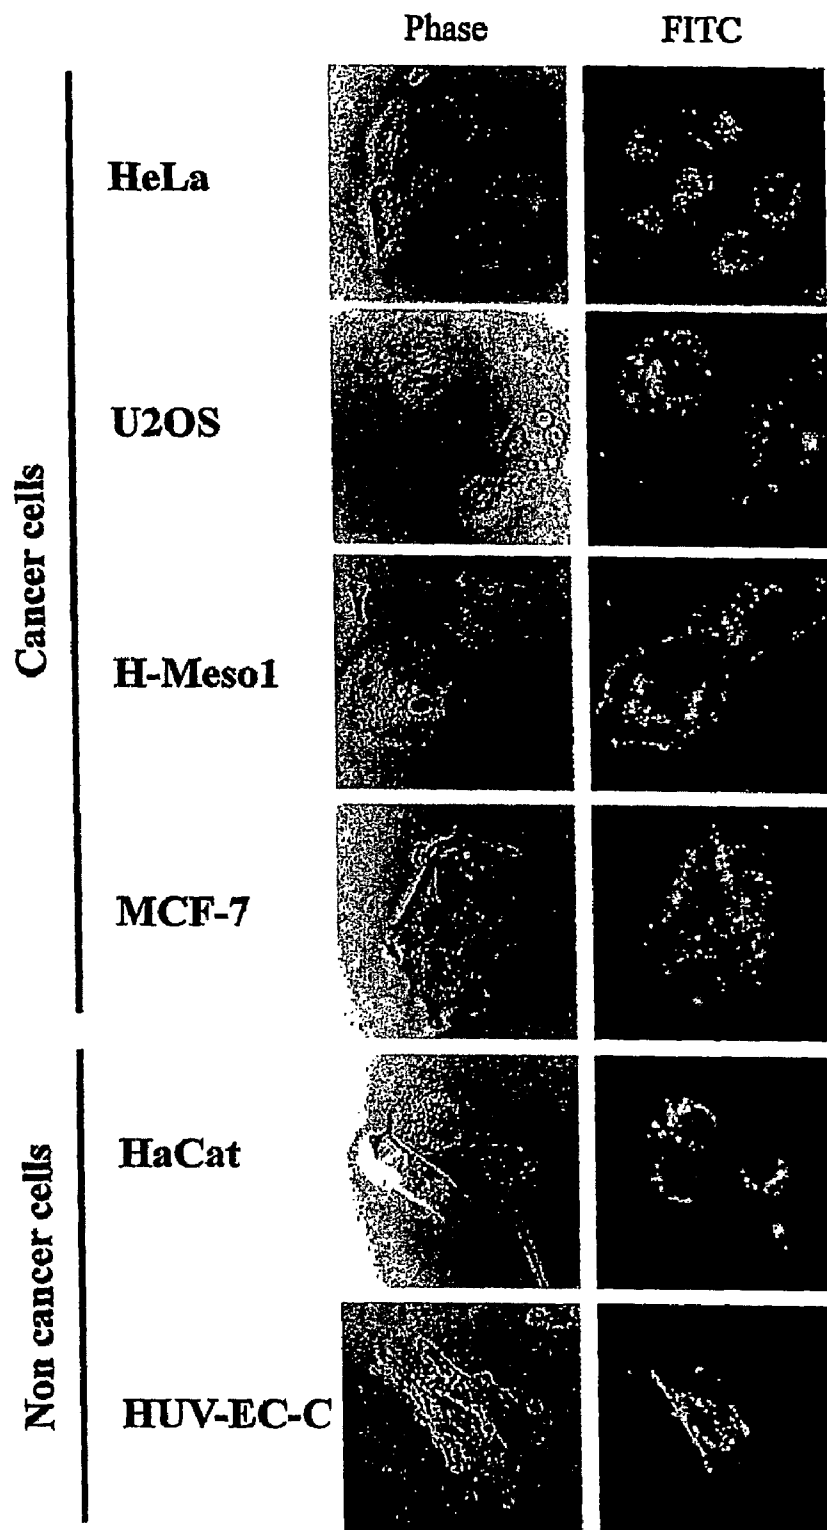 Phase FITC
Cancer cells
HeLa
U2OS
H-Meso1
MCF-7
Non cancer cells
HaCat
HUV-EC-C